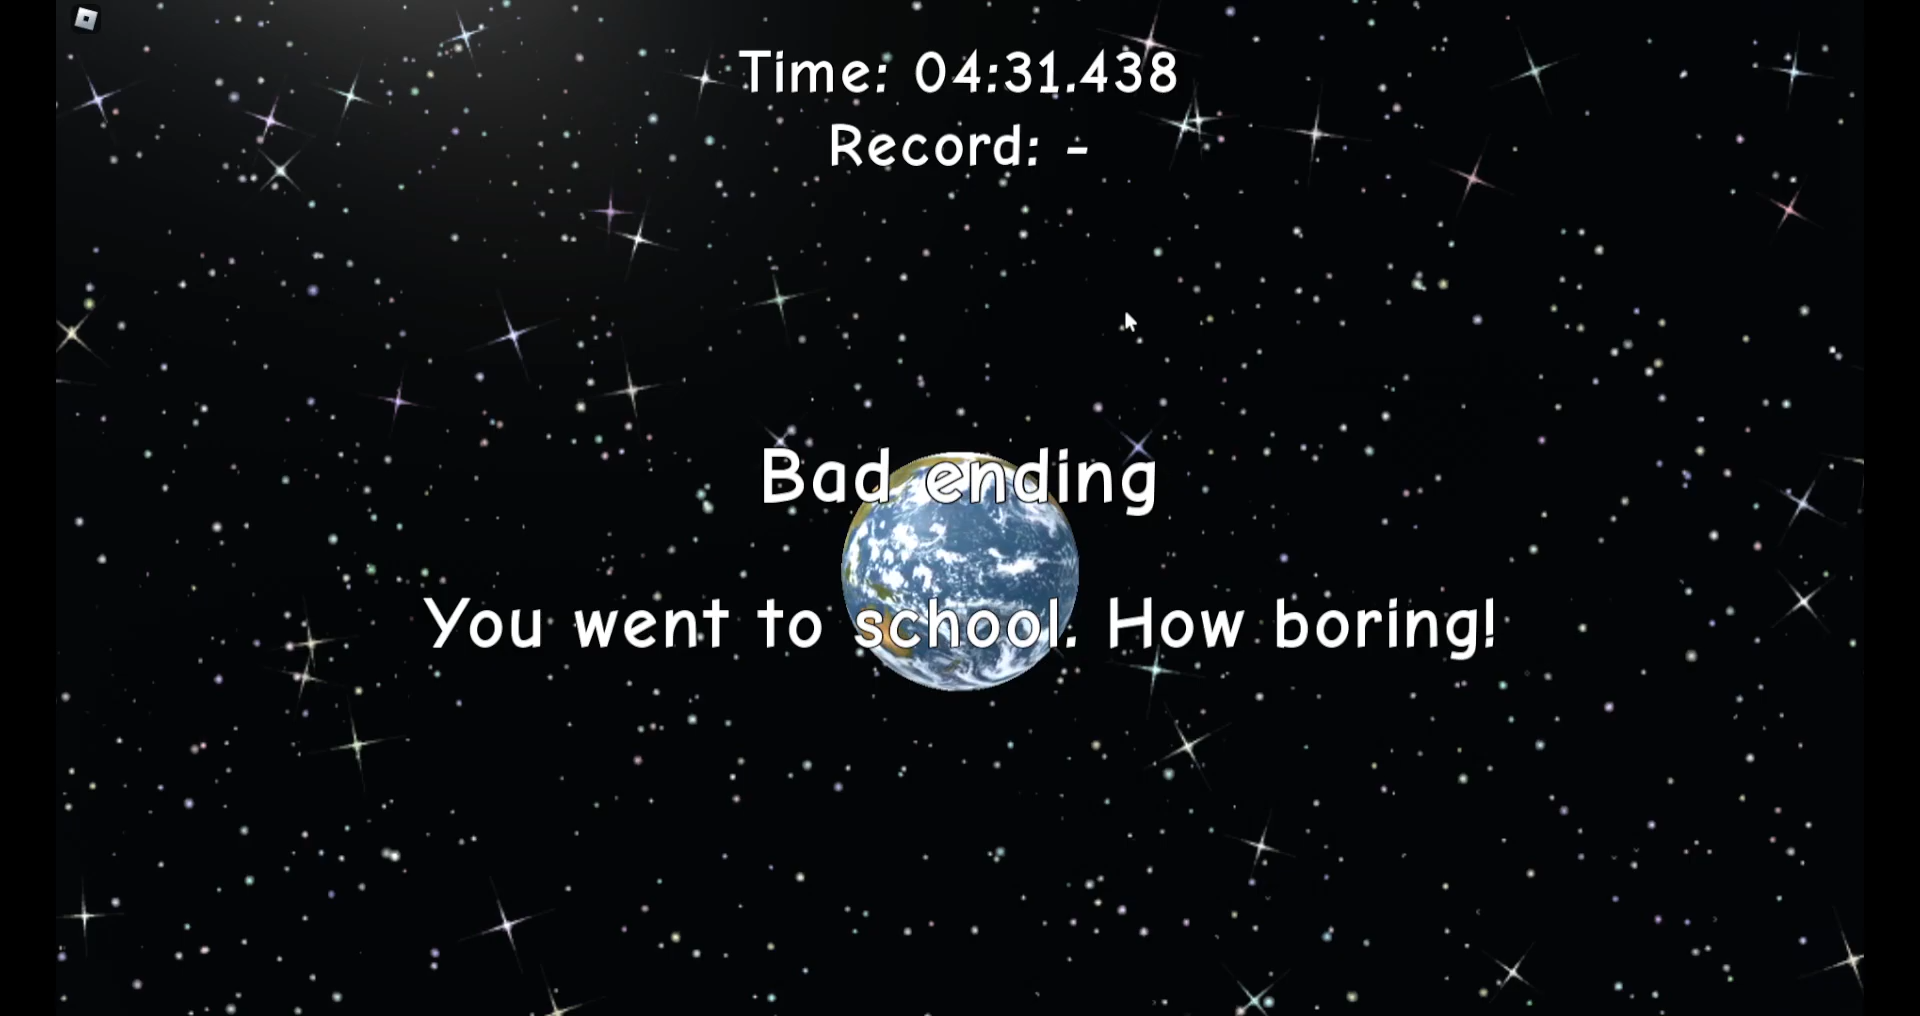 Time: 04:31.438
Record: -
Bad ending
You went to school. How boring!